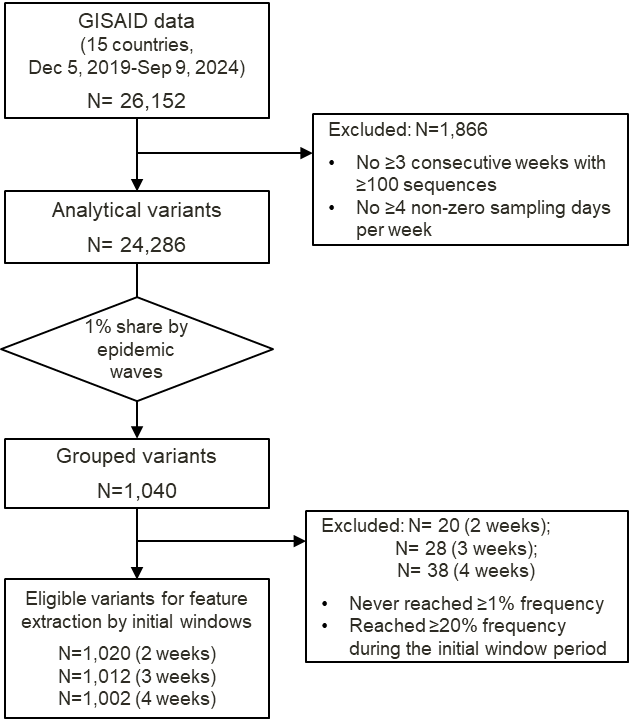 GISAID data
(15 countries,
Dec 5, 2019-Sep 9, 2024)
N= 26,152
Excluded: N=1,866
• No ≥3 consecutive weeks with
≥100 sequences
• No ≥4 non-zero sampling days
per week
Analytical variants
N= 24,286
1% share by
epidemic
waves
Grouped variants
N=1,040
Excluded: N= 20 (2 weeks);
N= 28 (3 weeks);
N= 38 (4 weeks)
• Never reached ≥1% frequency
• Reached ≥20% frequency
during the initial window period
Eligible variants for feature
extraction by initial windows
N=1,020 (2 weeks)
N=1,012 (3 weeks)
N=1,002 (4 weeks)